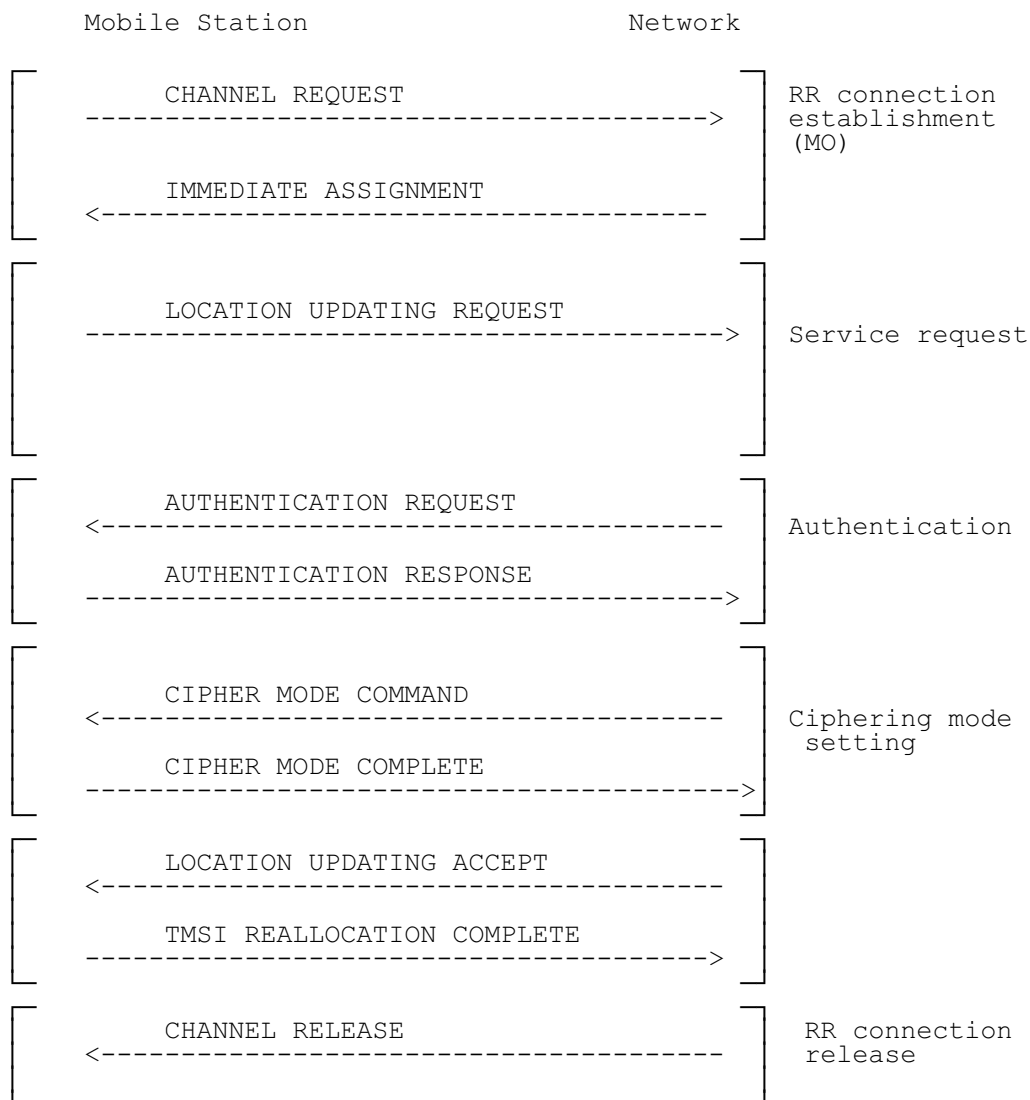 Mobile Station Network
CHANNEL REQUEST
RR connection
establishment
(MO)
IMMEDIATE ASSIGNMENT
LOCATION UPDATING REQUEST
Service request
AUTHENTICATION REQUEST
Authentication
AUTHENTICATION RESPONSE
CIPHER MODE COMMAND
Ciphering mode
setting
CIPHER MODE COMPLETE
LOCATION UPDATING ACCEPT
TMSI REALLOCATION COMPLETE
CHANNEL RELEASE
RR connection
release